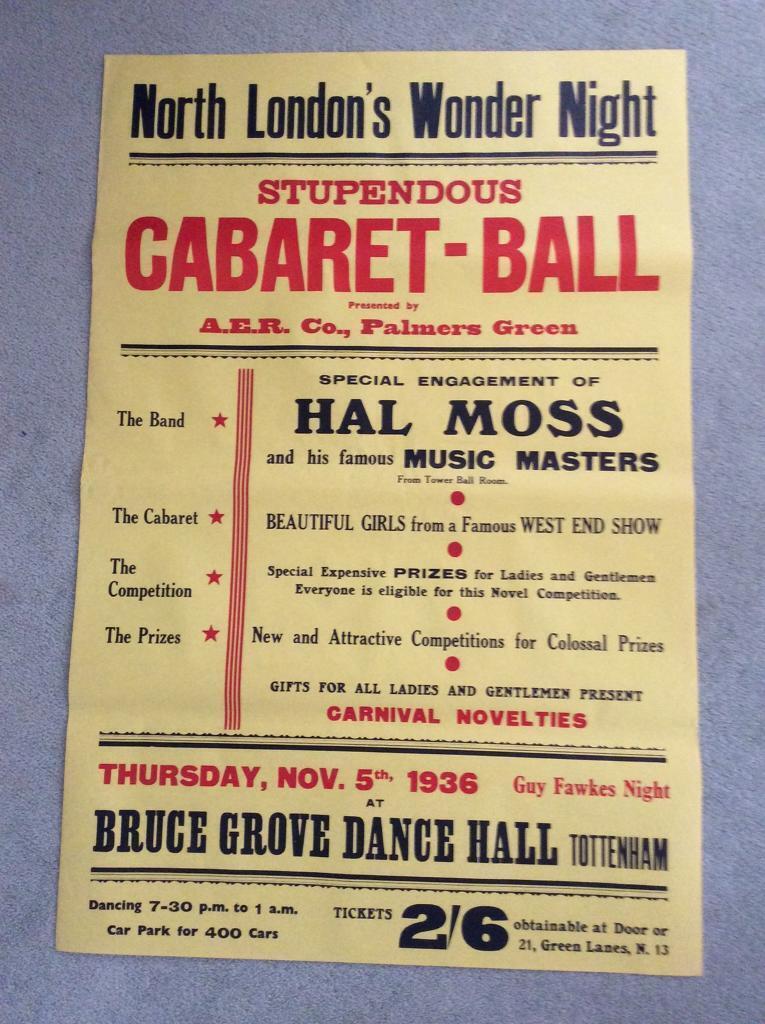 North London's Wonder Night
STUPENDOUS
CABARET-BALL
Presented by
A.E.R. Co., Palmers Green
SPECIAL ENGAGEMENT OF
The Band ★ HAL MOSS
and his famous MUSIC MASTERS
From Tower Ball Room.
The Cabaret ★ BEAUTIFUL GIRLS from a Famous WEST END SHOW
The
Competition ★
Special Expensive PRIZES for Ladies and Gentlemen
Everyone is eligible for this Novel Competition.
The Prizes ★ New and Attractive Competitions for Colossal Prizes
GIFTS FOR ALL LADIES AND GENTLEMEN PRESENT
CARNIVAL NOVELTIES
THURSDAY, NOV. 5th, 1936 Guy Fawkes Night
AT
BRUCE GROVE DANCE HALL TOTTENHAM
Dancing 7-30 p.m. to 1 a.m.
Car Park for 400 Cars
TICKETS 2/6 obtainable at Door or
21, Green Lanes, N. 13